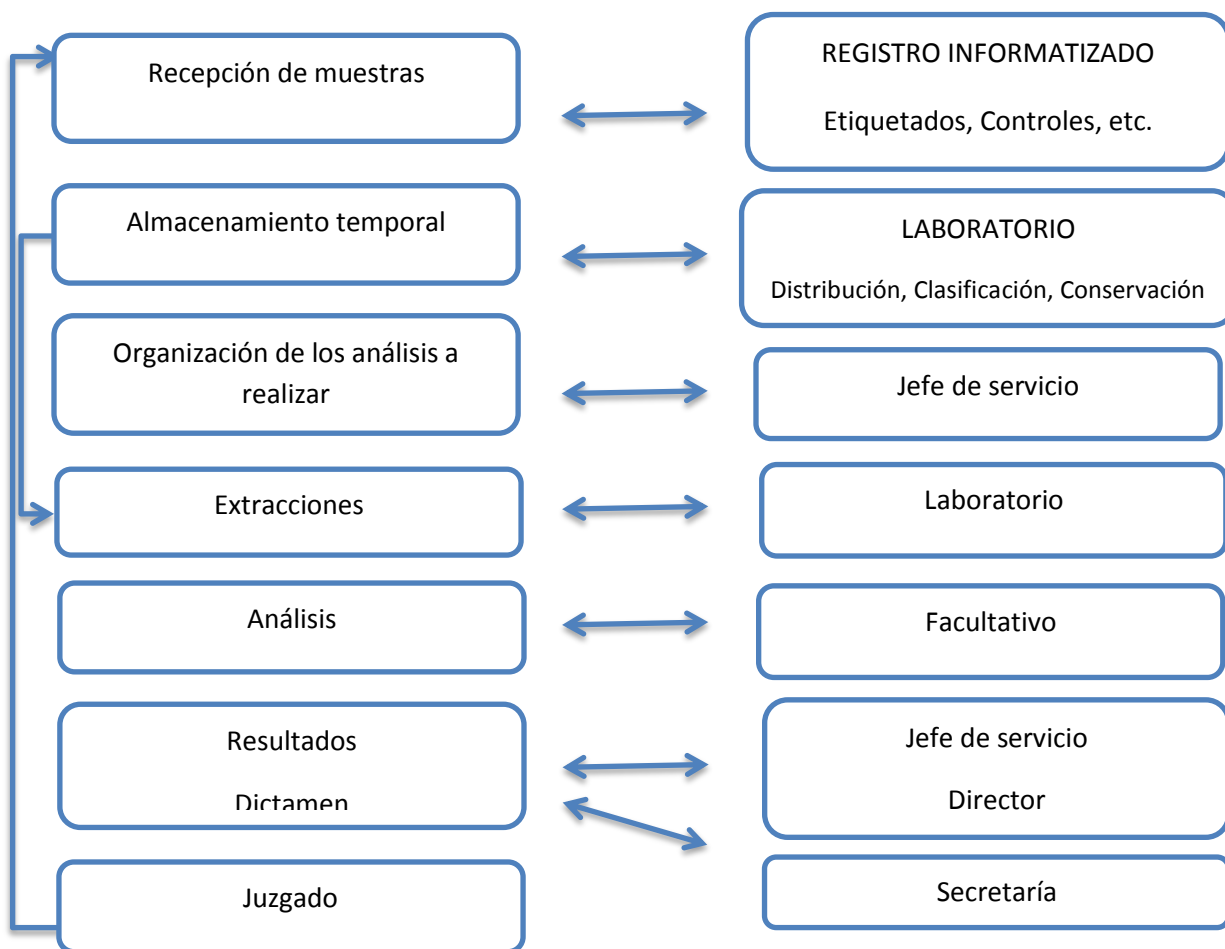 Recepción de muestras
REGISTRO INFORMATIZADO
Etiquetados, Controles, etc.
Almacenamiento temporal
LABORATORIO
Distribución, Clasificación, Conservación
Organización de los análisis a
realizar
Jefe de servicio
Extracciones
Laboratorio
Análisis
Facultativo
Resultados
Dictamen
Jefe de servicio
Director
Juzgado
Secretaría